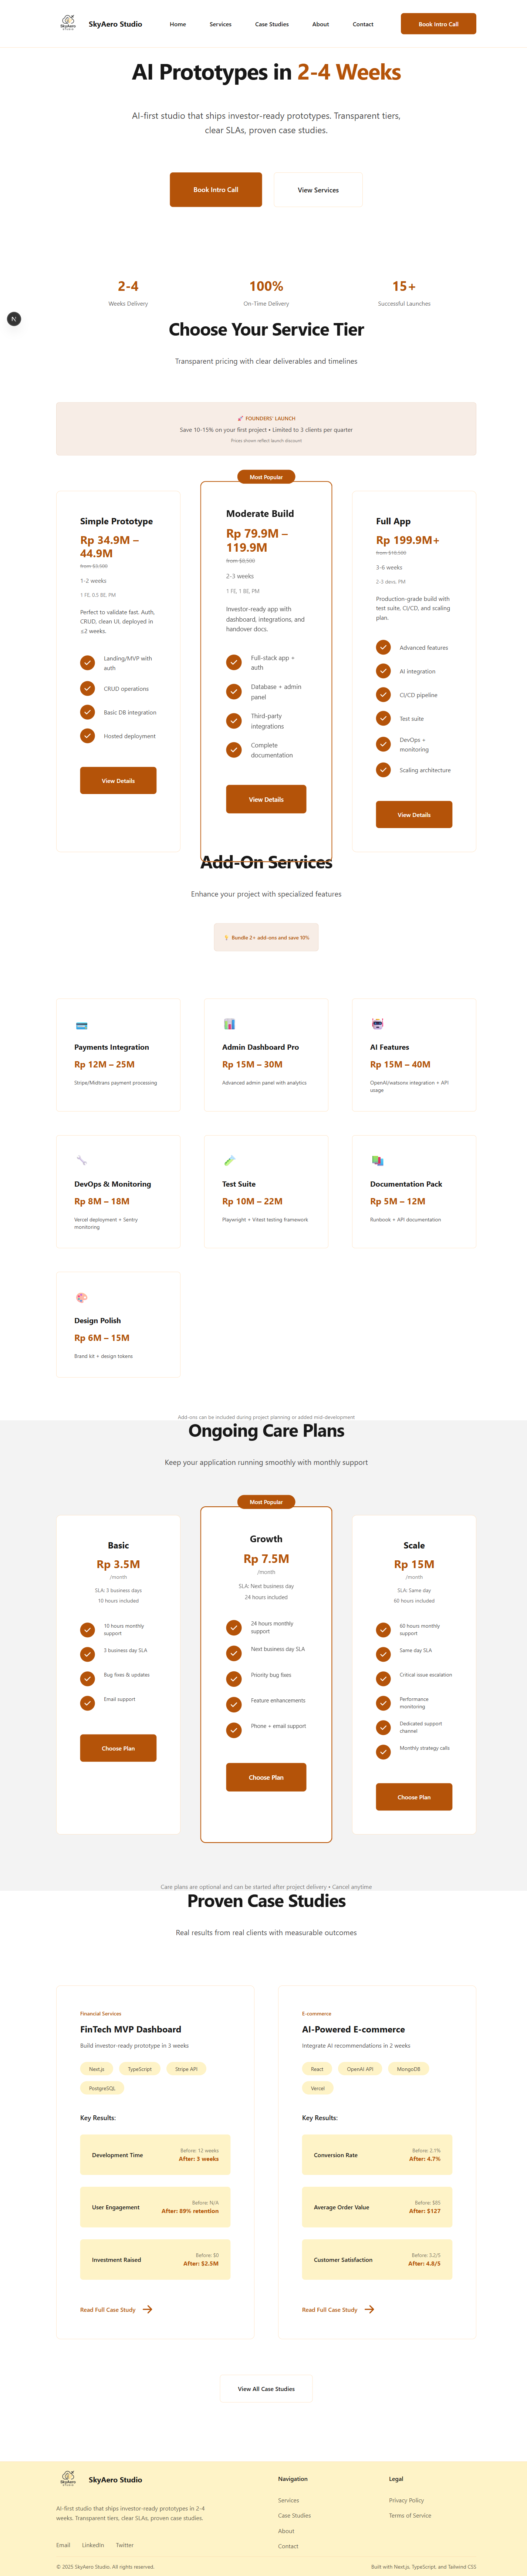 SkyAero Studio
Home
Services
Case Studies
About
Contact
Book Intro Call
AI Prototypes in 2-4 Weeks
AI-first studio that ships investor-ready prototypes. Transparent tiers,
clear SLAs, proven case studies.
Book Intro Call
View Services
2-4
Weeks Delivery
100%
On-Time Delivery
15+
Successful Launches
N
Choose Your Service Tier
Transparent pricing with clear deliverables and timelines
🚀 FOUNDERS' LAUNCH
Save 10-15% on your first project • Limited to 3 clients per quarter
Prices shown reflect launch discount
Simple Prototype
Rp 34.9M –
44.9M
from $3,500
1-2 weeks
1 FE, 0.5 BE, PM
Perfect to validate fast. Auth,
CRUD, clean UI, deployed in
≤2 weeks.
Landing/MVP with
auth
CRUD operations
Basic DB integration
Hosted deployment
View Details
Most Popular
Moderate Build
Rp 79.9M –
119.9M
from $8,500
2-3 weeks
1 FE, 1 BE, PM
Investor-ready app with
dashboard, integrations, and
handover docs.
Full-stack app +
auth
Database + admin
panel
Third-party
integrations
Complete
documentation
View Details
Full App
Rp 199.9M+
from $18,500
3-6 weeks
2-3 devs, PM
Production-grade build with
test suite, CI/CD, and scaling
plan.
Advanced features
AI integration
CI/CD pipeline
Test suite
DevOps +
monitoring
Scaling architecture
View Details
Add-On Services
Enhance your project with specialized features
Bundle 2+ add-ons and save 10%
Payments Integration
Rp 12M – 25M
Stripe/Midtrans payment processing
Admin Dashboard Pro
Rp 15M – 30M
Advanced admin panel with analytics
AI Features
Rp 15M – 40M
OpenAI/watsonx integration + API
usage
DevOps & Monitoring
Rp 8M – 18M
Vercel deployment + Sentry
monitoring
Test Suite
Rp 10M – 22M
Playwright + Vitest testing framework
Documentation Pack
Rp 5M – 12M
Runbook + API documentation
Design Polish
Rp 6M – 15M
Brand kit + design tokens
Add-ons can be included during project planning or added mid-development
Ongoing Care Plans
Keep your application running smoothly with monthly support
Basic
Rp 3.5M
/month
SLA: 3 business days
10 hours included
10 hours monthly
support
3 business day SLA
Bug fixes & updates
Email support
Choose Plan
Most Popular
Growth
Rp 7.5M
/month
SLA: Next business day
24 hours included
24 hours monthly
support
Next business day SLA
Priority bug fixes
Feature enhancements
Phone + email support
Choose Plan
Scale
Rp 15M
/month
SLA: Same day
60 hours included
60 hours monthly
support
Same day SLA
Critical issue escalation
Performance
monitoring
Dedicated support
channel
Monthly strategy calls
Choose Plan
Care plans are optional and can be started after project delivery • Cancel anytime
Proven Case Studies
Real results from real clients with measurable outcomes
Financial Services
FinTech MVP Dashboard
Build investor-ready prototype in 3 weeks
Next.js
TypeScript
Stripe API
PostgreSQL
Key Results:
Development Time
Before: 12 weeks
After: 3 weeks
User Engagement
Before: N/A
After: 89% retention
Investment Raised
Before: $0
After: $2.5M
Read Full Case Study
E-commerce
AI-Powered E-commerce
Integrate AI recommendations in 2 weeks
React
OpenAI API
MongoDB
Vercel
Key Results:
Conversion Rate
Before: 2.1%
After: 4.7%
Average Order Value
Before: $85
After: $127
Customer Satisfaction
Before: 3.2/5
After: 4.8/5
Read Full Case Study
View All Case Studies
SkyAero Studio
AI-first studio that ships investor-ready prototypes in 2-4
weeks. Transparent tiers, clear SLAs, proven case studies.
Email
LinkedIn
Twitter
Navigation
Services
Case Studies
About
Contact
Legal
Privacy Policy
Terms of Service
© 2025 SkyAero Studio. All rights reserved.
Built with Next.js, TypeScript, and Tailwind CSS